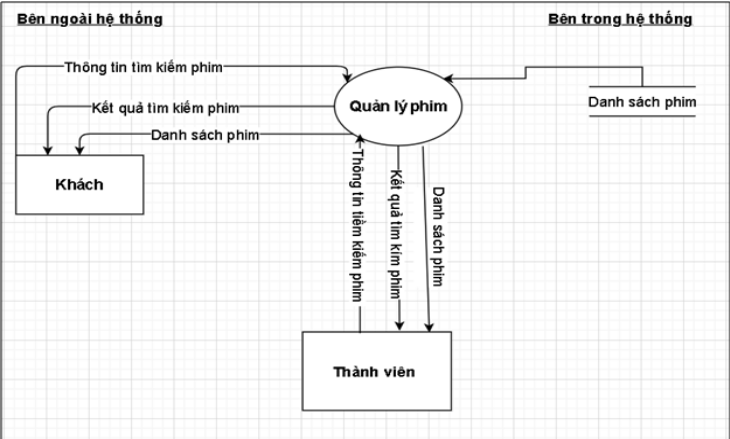 Bên ngoài hệ thống
Bên trong hệ thống
Thông tin tìm kiếm phim
Quản lý phim
Danh sách phim
Kết quả tìm kiếm phim
Danh sách phim
Khách
Thông tin tiềm kiếm phim
Kết quả tìm kím phim
Danh sách phim
Thành viên